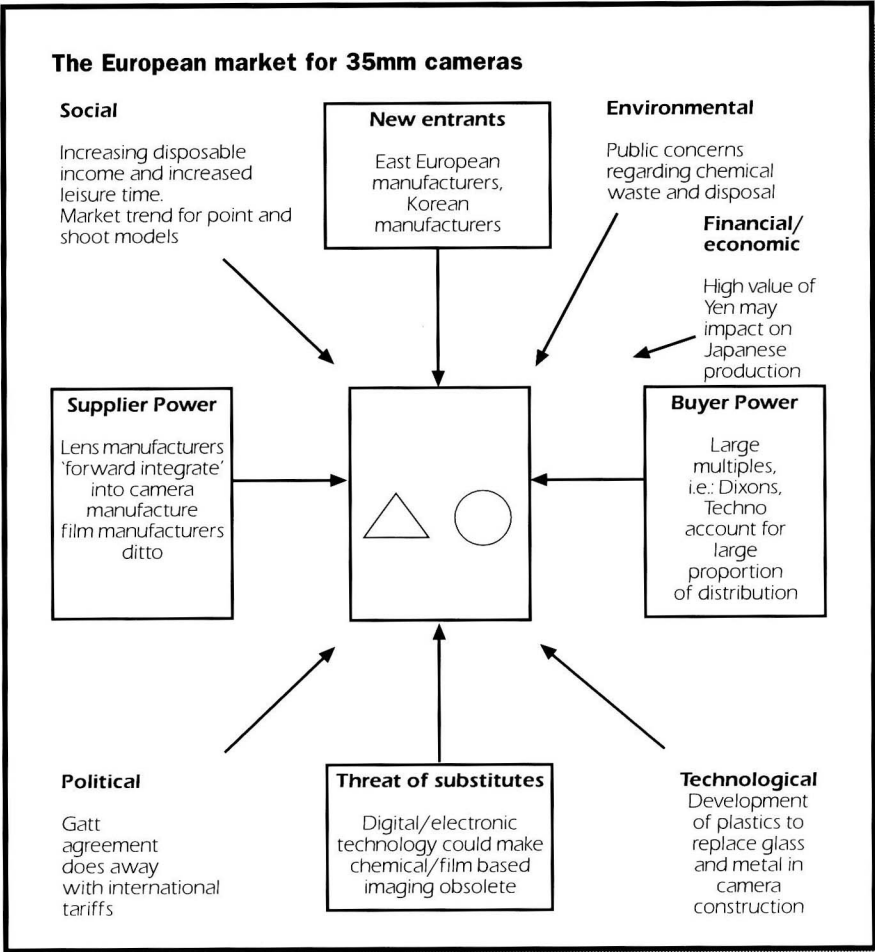 The European market for 35mm cameras
Social
Increasing disposable
income and increased
leisure time.
Market trend for point and
shoot models
New entrants
East European
manufacturers,
Korean
manufacturers
Environmental
Public concerns
regarding chemical
waste and disposal
Financial/
economic
High value of
Yen may
impact on
Japanese
production
Supplier Power
Lens manufacturers
'forward integrate'
into camera
manufacture
film manufacturers
ditto
Buyer Power
Large
multiples,
i.e.: Dixons,
Techno
account for
large
proportion
of distribution
Political
Gatt
agreement
does away
with international
tariffs
Threat of substitutes
Digital/electronic
technology could make
chemical/film based
imaging obsolete
Technological
Development
of plastics to
replace glass
and metal in
camera
construction